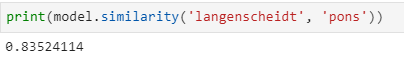 print(model.similarity('langenscheidt', 'pons'))
0.83524114